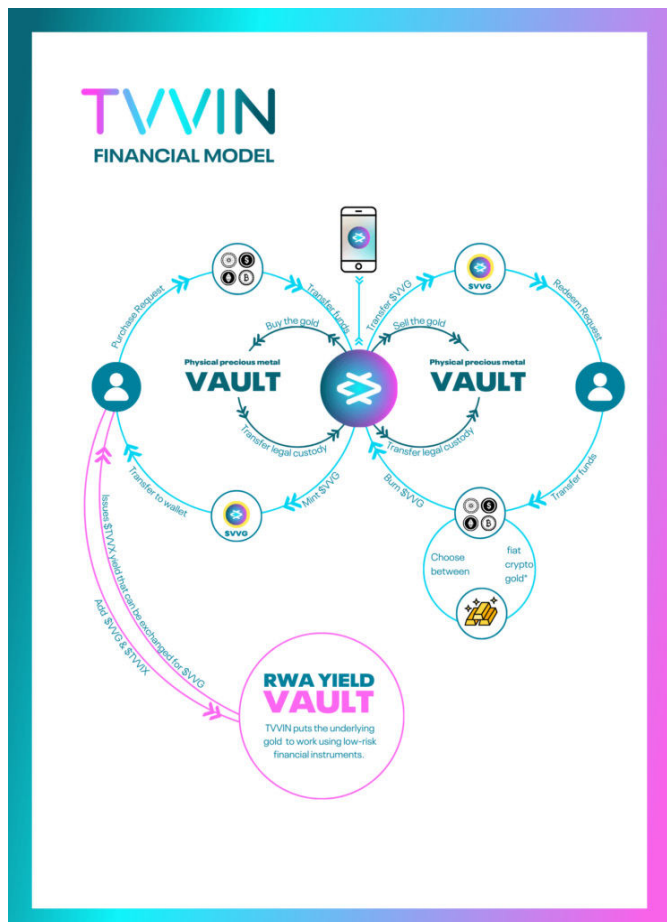 TVVIN
FINANCIAL MODEL
Purchase Request
Transfer funds
Transfer $VVG
$VVG
Redeem Request
Buy the gold
Sell the gold
Physical precious metal
VAULT
Physical precious metal
VAULT
Transfer legal custody
Transfer legal custody
Transfer to wallet
$VVG
Mint $VVG
Burn $VVG
Transfer funds
Choose
between
fiat
crypto
gold*
Issues $TVVX yield that can be exchanged for $VVG
Add $VVG & $TVVIX
RWA YIELD
VAULT
TVVIN puts the underlying
gold to work using low-risk
financial instruments.